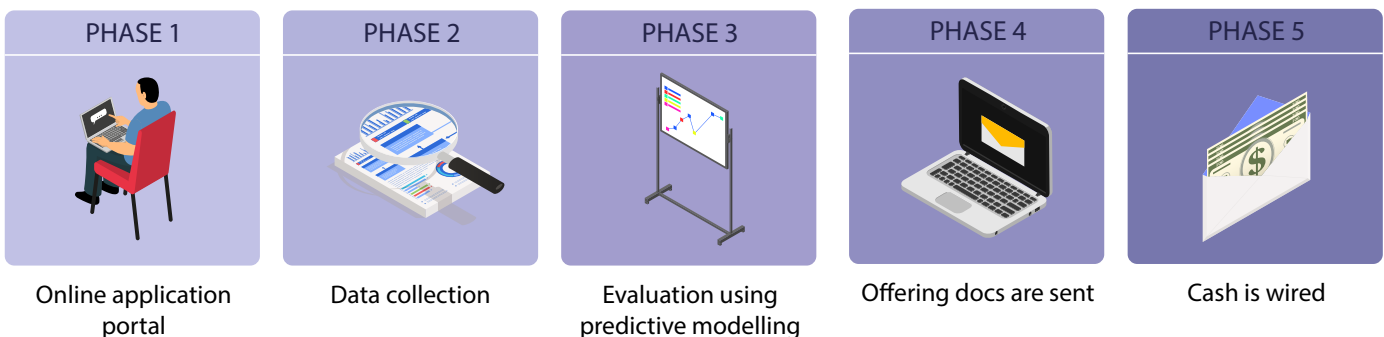 PHASE 1
PHASE 2
PHASE 3
PHASE 4
PHASE 5
Online application
portal
Data collection
Evaluation using
predictive modelling
Offering docs are sent
Cash is wired